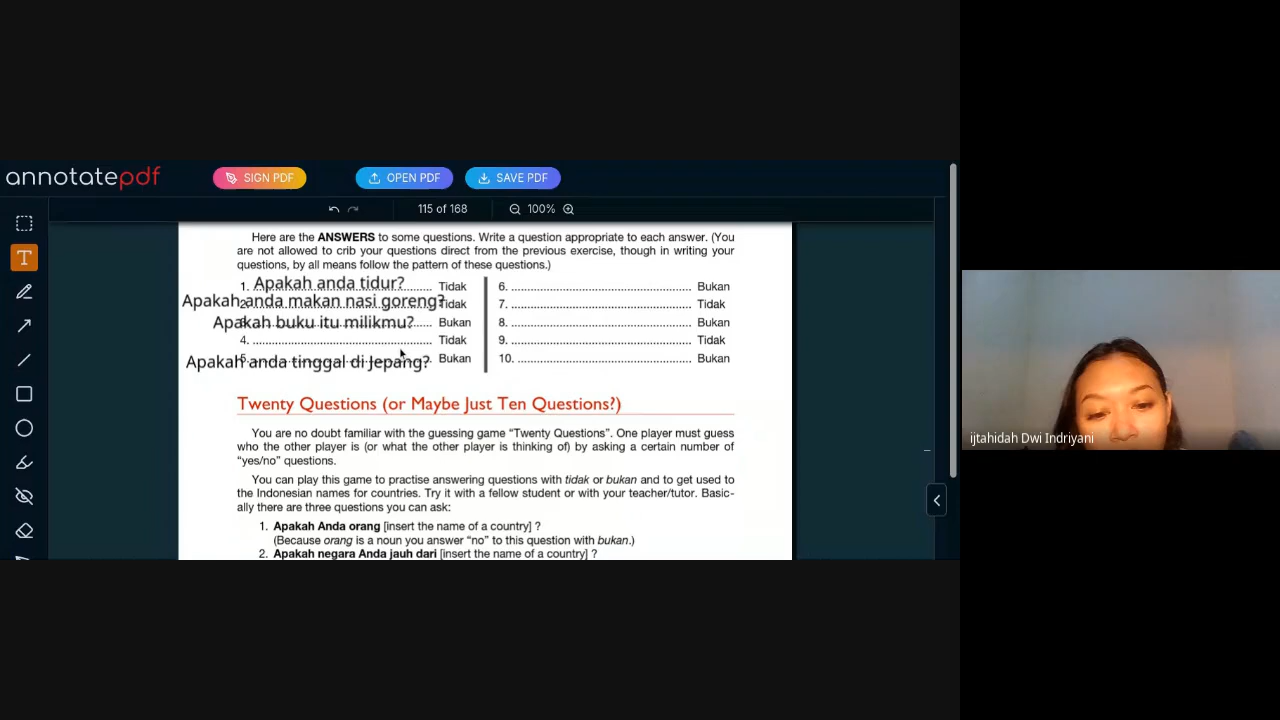 annotatepdf
SIGN PDF
OPEN PDF
SAVE PDF
115 of 168
100%
Here are the ANSWERS to some questions. Write a question appropriate to each answer. (You
are not allowed to crib your questions direct from the previous exercise, though in writing your
questions, by all means follow the pattern of these questions.)
1. Apakah anda tidur? Tidak
2. Apakah anda makan nasi goreng? Tidak
3. Apakah buku itu milikmu? Bukan
4. .................................................. Tidak
5. Apakah anda tinggal di Jepang? Bukan
6. .................................................. Bukan
7. .................................................. Tidak
8. .................................................. Bukan
9. .................................................. Tidak
10. .................................................. Bukan
Twenty Questions (or Maybe Just Ten Questions?)
You are no doubt familiar with the guessing game “Twenty Questions”. One player must guess
who the other player is (or what the other player is thinking of) by asking a certain number of
“yes/no” questions.
You can play this game to practise answering questions with tidak or bukan and to get used to
the Indonesian names for countries. Try it with a fellow student or with your teacher/tutor. Basic-
ally there are three questions you can ask:
1. Apakah Anda orang [insert the name of a country] ?
(Because orang is a noun you answer “no” to this question with bukan.)
2. Apakah negara Anda jauh dari [insert the name of a country] ?
ijtahidah Dwi Indriyani